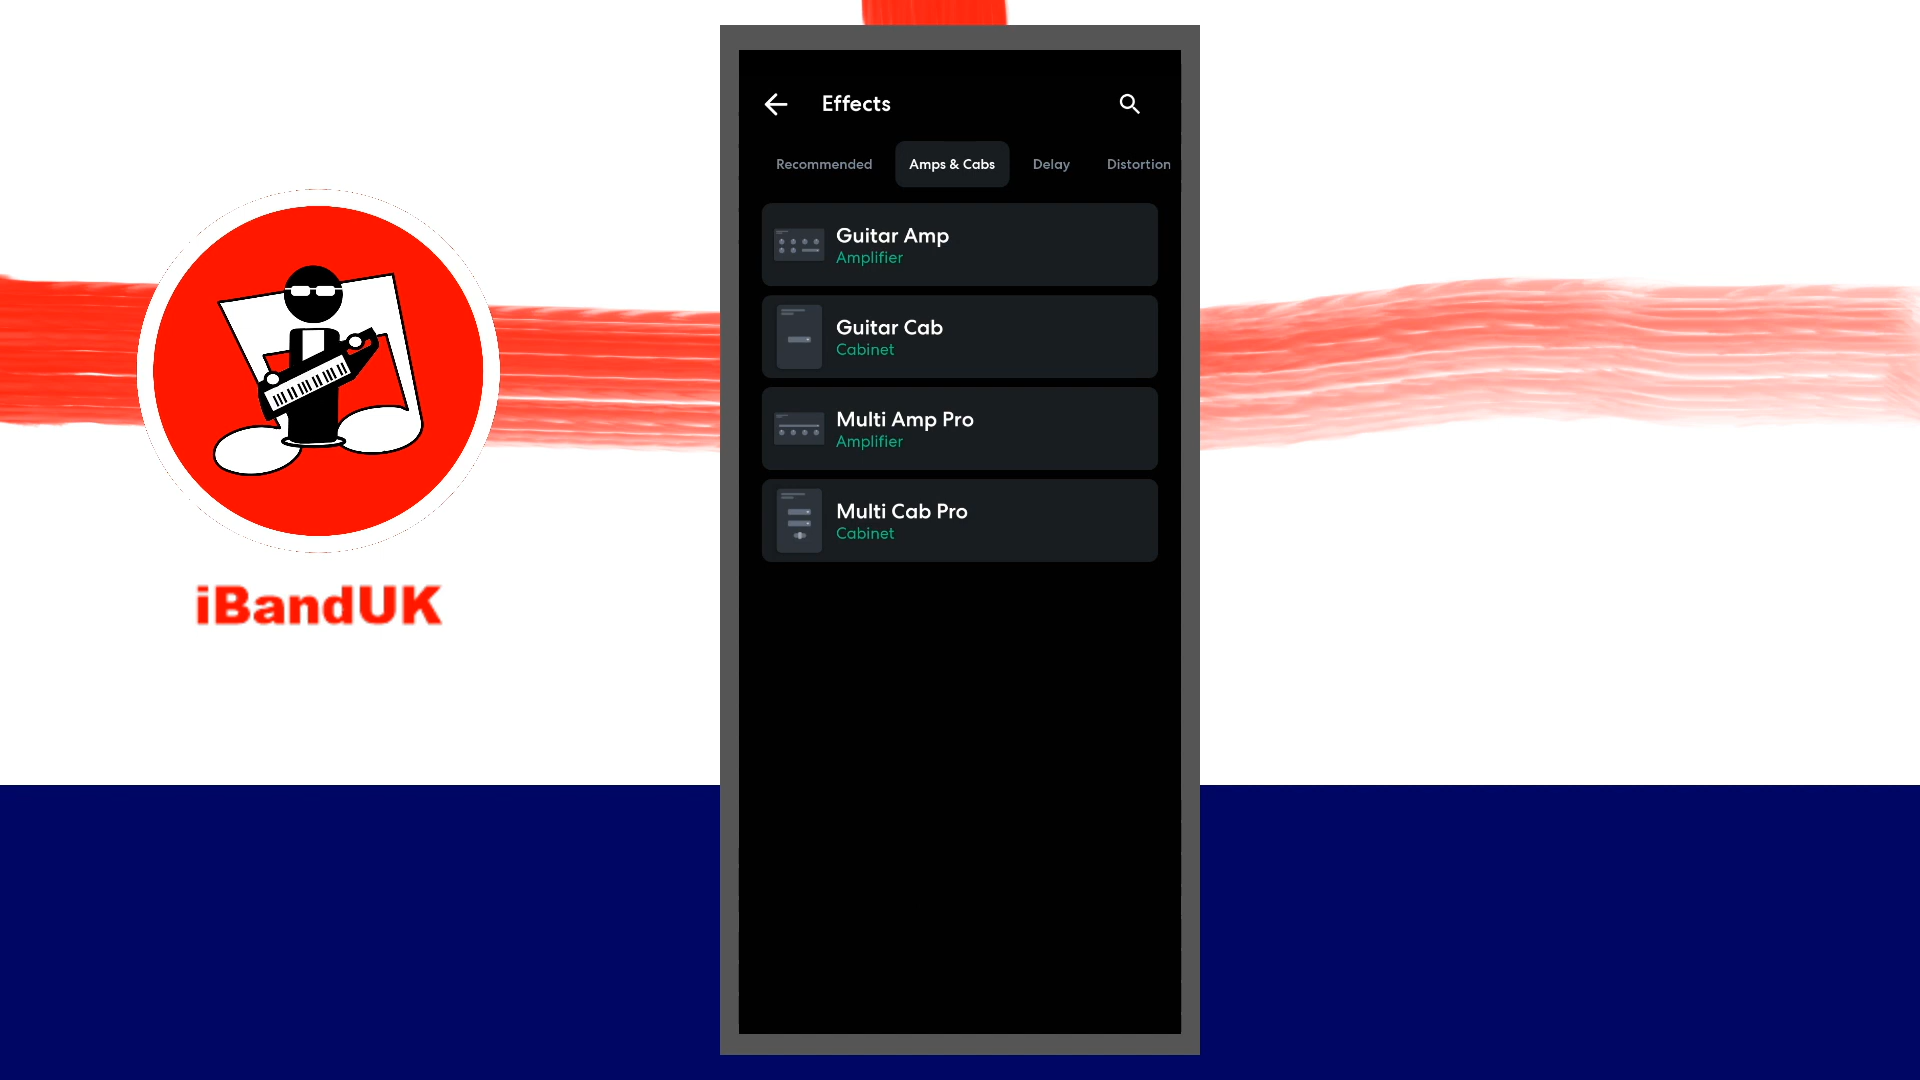 Effects
Recommended
Amps & Cabs
Delay
Distortion
Guitar Amp
Amplifier
Guitar Cab
Cabinet
Multi Amp Pro
Amplifier
Multi Cab Pro
Cabinet
iBandUK